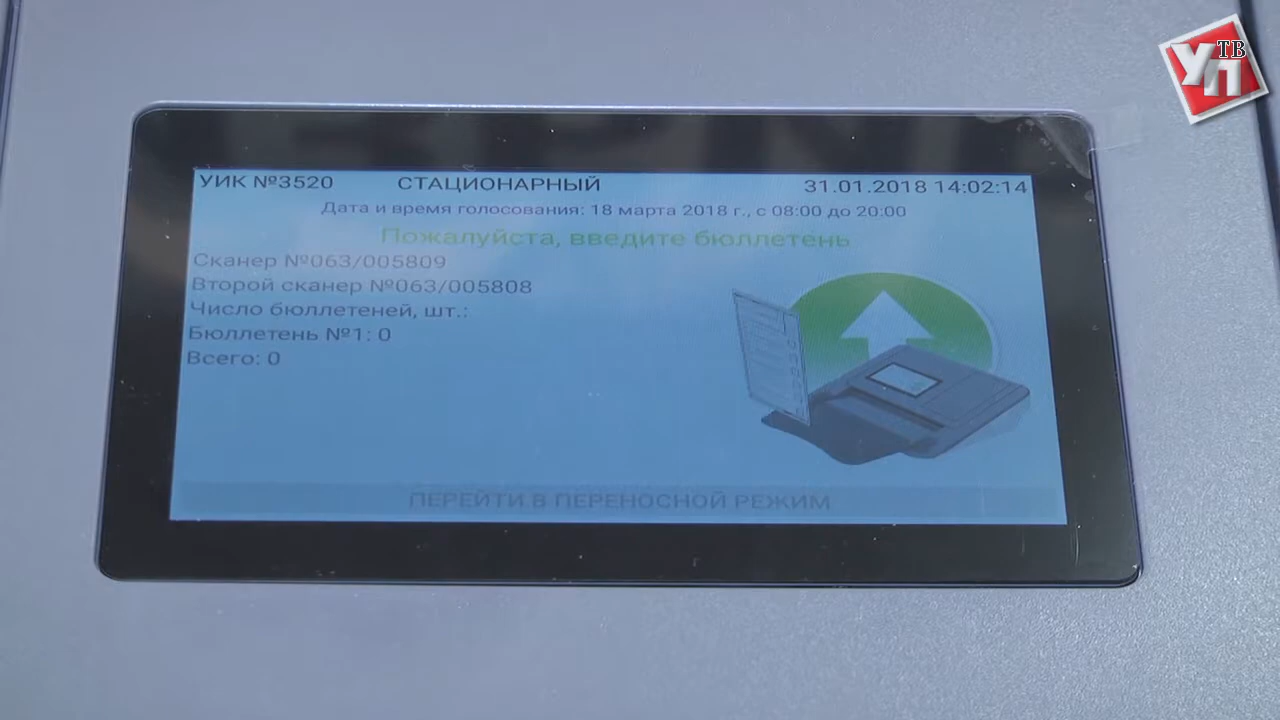 УП ТВ
УИК №3520 СТАЦИОНАРНЫЙ 31.01.2018 14:02:14
Дата и время голосования: 18 марта 2018 г., с 08:00 до 20:00
Пожалуйста, введите бюллетень
Сканер №063/005809
Второй сканер №063/005808
Число бюллетеней, шт.:
Бюллетень №1: 0
Всего: 0
ПЕРЕЙТИ В ПЕРЕНОСНОЙ РЕЖИМ